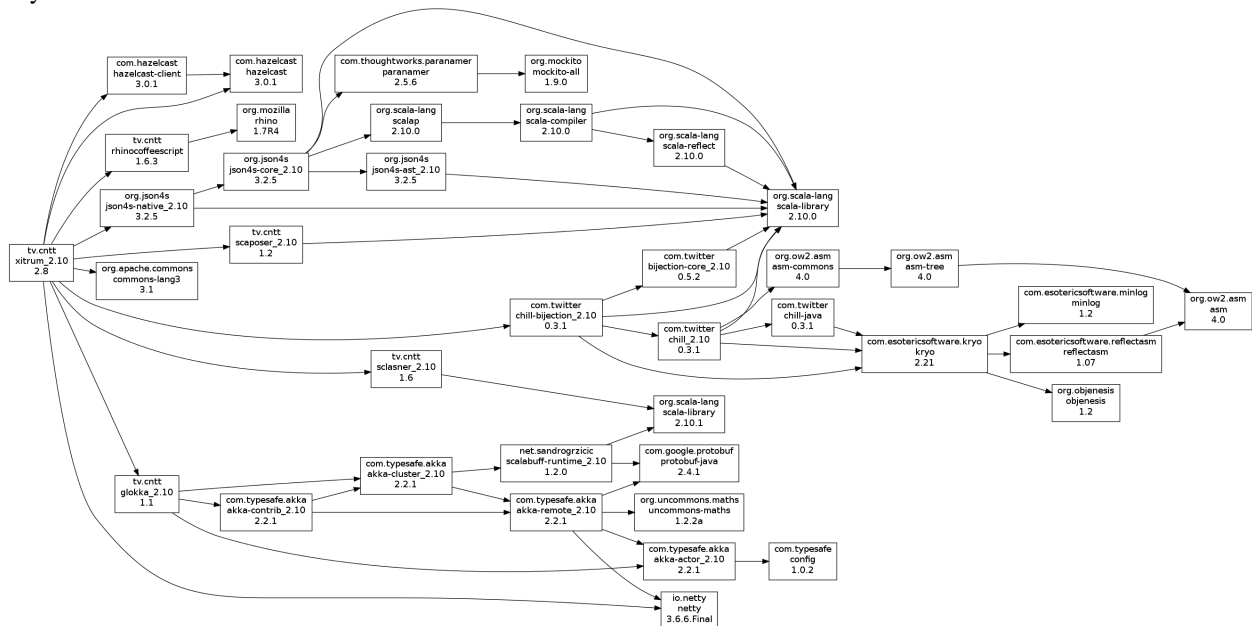 com.hazelcast
hazelcast-client
3.0.1
com.hazelcast
hazelcast
3.0.1
com.thoughtworks.paranamer
paranamer
2.5.6
org.mockito
mockito-all
1.9.0
org.mozilla
rhino
1.7R4
org.scala-lang
scalap
2.10.0
org.scala-lang
scala-compiler
2.10.0
tv.cntt
rhinocoffeescript
1.6.3
org.scala-lang
scala-reflect
2.10.0
org.json4s
json4s-core_2.10
3.2.5
org.json4s
json4s-ast_2.10
3.2.5
org.json4s
json4s-native_2.10
3.2.5
org.scala-lang
scala-library
2.10.0
tv.cntt
xitrum_2.10
2.8
tv.cntt
scaposer_2.10
1.2
org.apache.commons
commons-lang3
3.1
com.twitter
bijection-core_2.10
0.5.2
org.ow2.asm
asm-commons
4.0
org.ow2.asm
asm-tree
4.0
com.twitter
chill-bijection_2.10
0.3.1
com.twitter
chill_2.10
0.3.1
com.twitter
chill-java
0.3.1
com.esotericsoftware.minlog
minlog
1.2
org.ow2.asm
asm
4.0
com.esotericsoftware.kryo
kryo
2.21
com.esotericsoftware.reflectasm
reflectasm
1.07
tv.cntt
sclasner_2.10
1.6
org.objenesis
objenesis
1.2
org.scala-lang
scala-library
2.10.1
net.sandrogrzicic
scalabuff-runtime_2.10
1.2.0
com.google.protobuf
protobuf-java
2.4.1
com.typesafe.akka
akka-cluster_2.10
2.2.1
tv.cntt
glokka_2.10
1.1
com.typesafe.akka
akka-contrib_2.10
2.2.1
com.typesafe.akka
akka-remote_2.10
2.2.1
org.uncommons.maths
uncommons-maths
1.2.2a
com.typesafe.akka
akka-actor_2.10
2.2.1
com.typesafe
config
1.0.2
io.netty
netty
3.6.6.Final